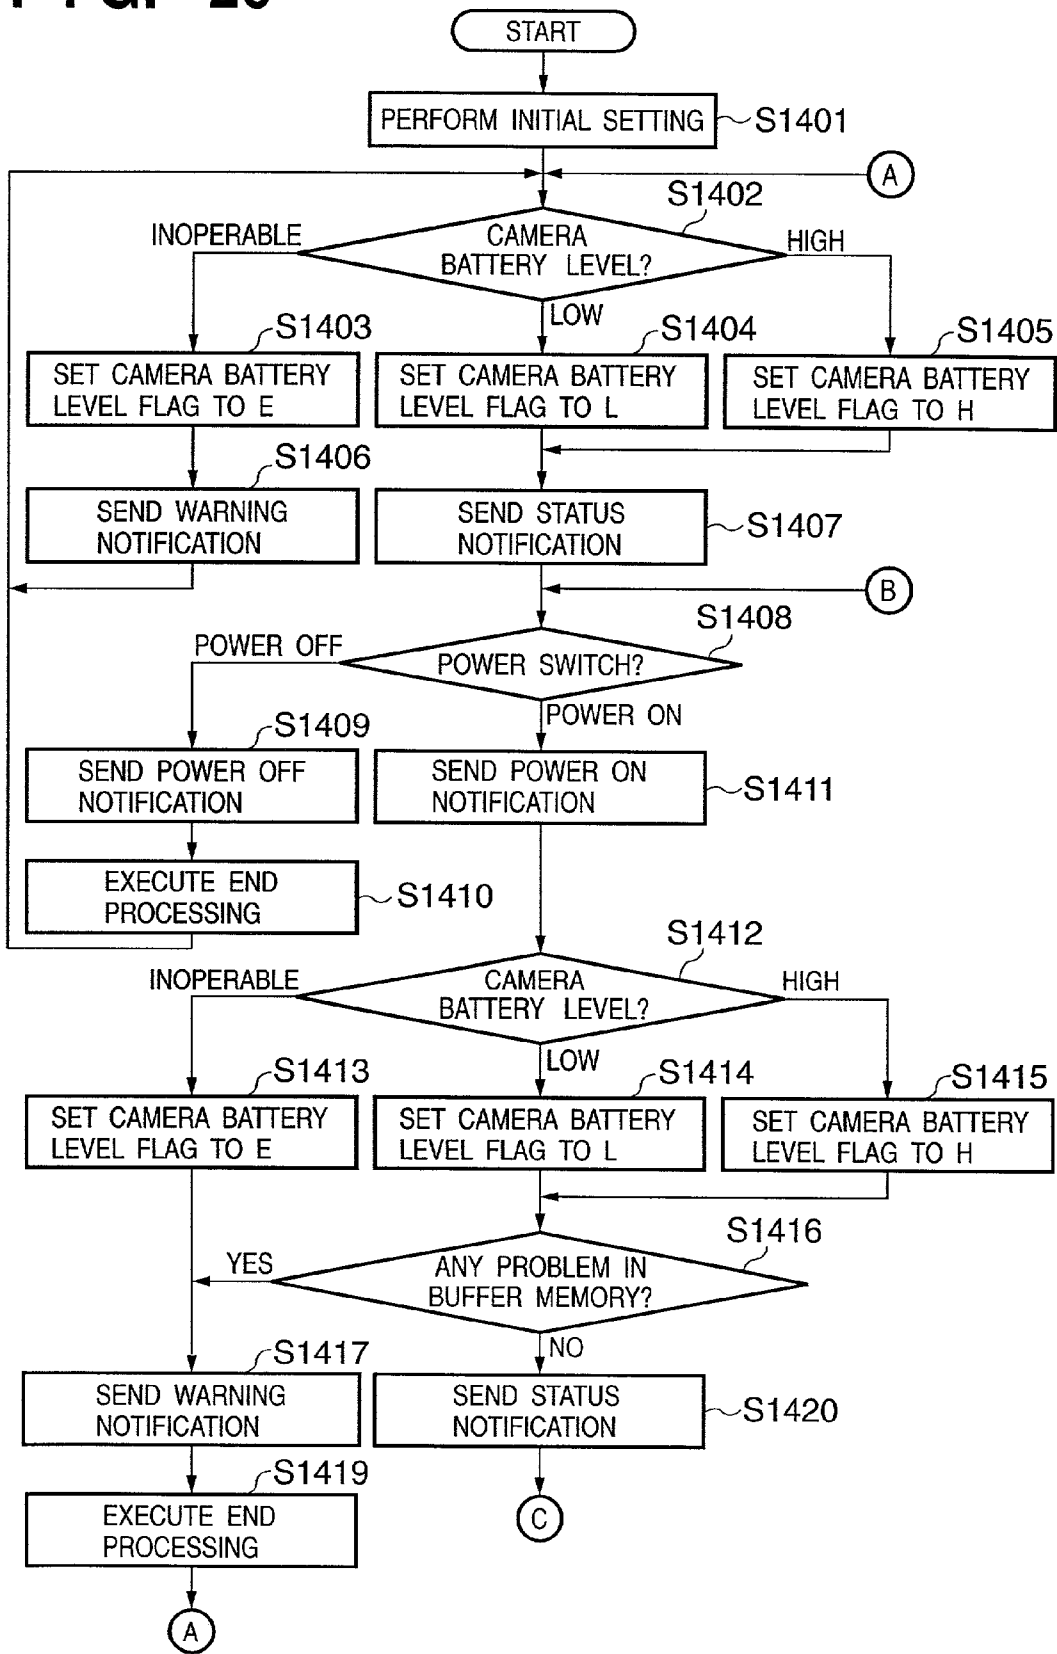 START
PERFORM INITIAL SETTING
S1401
A
S1402
INOPERABLE
CAMERA
BATTERY LEVEL?
HIGH
LOW
S1403
SET CAMERA BATTERY
LEVEL FLAG TO E
S1404
SET CAMERA BATTERY
LEVEL FLAG TO L
S1405
SET CAMERA BATTERY
LEVEL FLAG TO H
S1406
SEND WARNING
NOTIFICATION
SEND STATUS
NOTIFICATION
S1407
B
S1408
POWER OFF
POWER SWITCH?
POWER ON
S1409
SEND POWER OFF
NOTIFICATION
SEND POWER ON
NOTIFICATION
S1411
EXECUTE END
PROCESSING
S1410
S1412
INOPERABLE
CAMERA
BATTERY LEVEL?
HIGH
LOW
S1413
SET CAMERA BATTERY
LEVEL FLAG TO E
S1414
SET CAMERA BATTERY
LEVEL FLAG TO L
S1415
SET CAMERA BATTERY
LEVEL FLAG TO H
S1416
YES
ANY PROBLEM IN
BUFFER MEMORY?
NO
S1417
SEND WARNING
NOTIFICATION
SEND STATUS
NOTIFICATION
S1420
S1419
EXECUTE END
PROCESSING
C
A